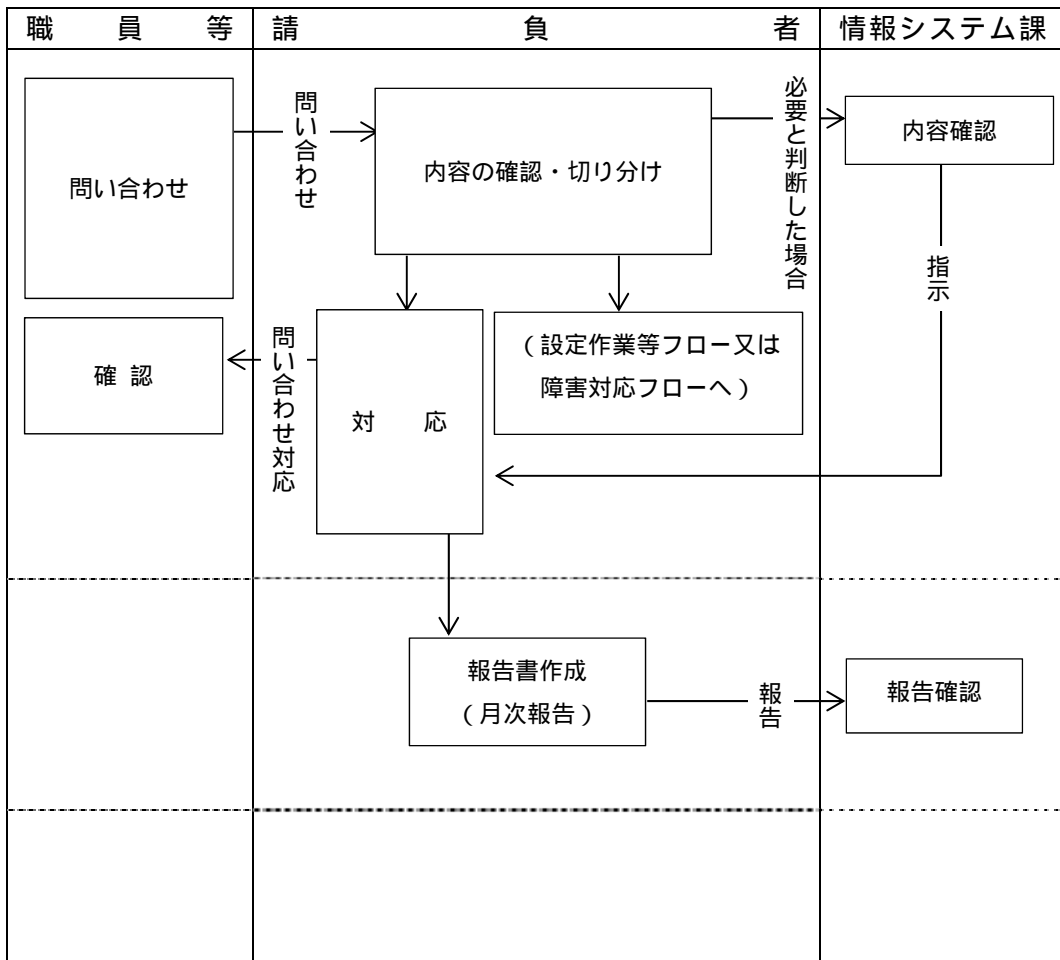 職員等
請負者
情報システム課
問い合わせ
問い合わせ
内容の確認・切り分け
必要と判断した場合
内容確認
指示
確 認
問い合わせ対応
対 応
(設定作業等フロー又は
障害対応フローへ)
報告書作成
(月次報告)
報告
報告確認